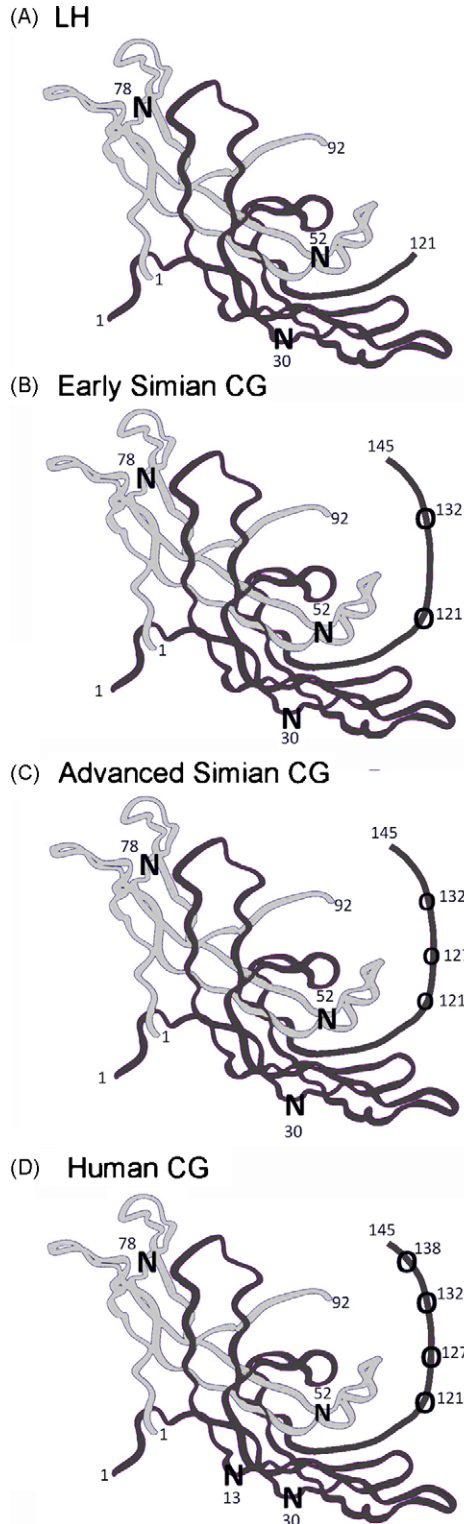 (A) LH
78 N
92
52
N
121
1
1
N
30
(B) Early Simian CG
145
78 N
O 132
92
52
N
O 121
1
1
N
30
(C) Advanced Simian CG
145
78 N
O 132
92
O 127
52
N
O 121
1
1
N
30
(D) Human CG
145
O 138
78 N
O 132
92
O 127
52
N
O 121
1
1
N
13
N
30